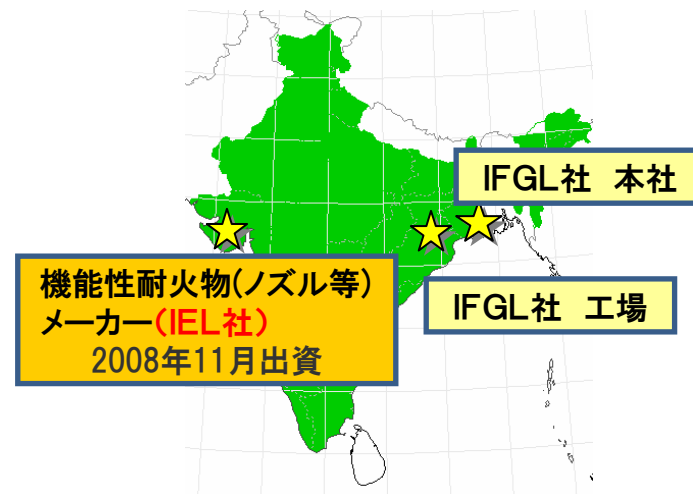 IFGL社 本社
IFGL社 工場
機能性耐火物(ノズル等)
メーカー(IEL社)
2008年11月出資